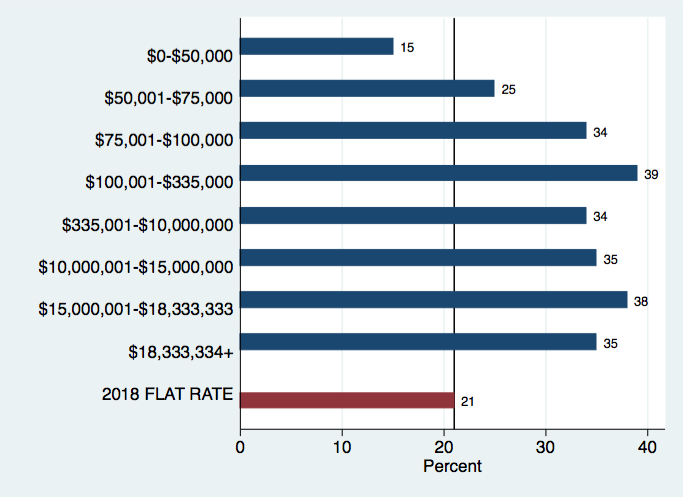 $0-$50,000 15
$50,001-$75,000 25
$75,001-$100,000 34
$100,001-$335,000 39
$335,001-$10,000,000 34
$10,000,001-$15,000,000 35
$15,000,001-$18,333,333 38
$18,333,334+ 35
2018 FLAT RATE 21
0 10 20 30 40
Percent